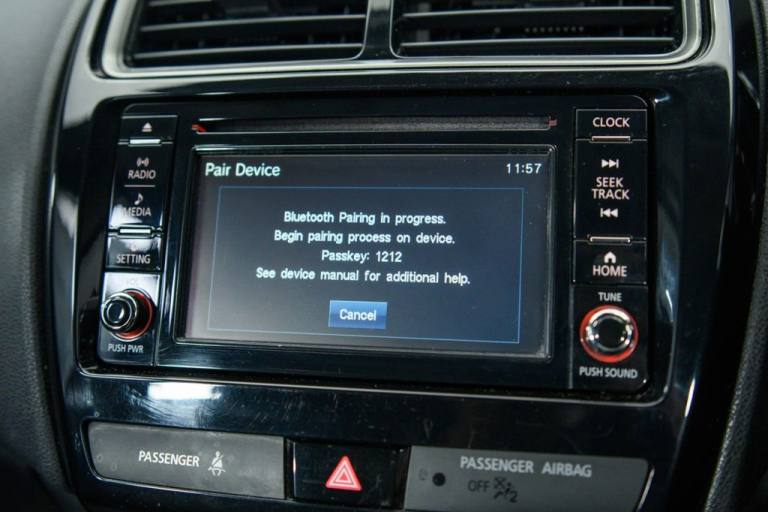 CLOCK
RADIO
Pair Device 11:57
SEEK
TRACK
MEDIA
Bluetooth Pairing in progress.
Begin pairing process on device.
Passkey: 1212
See device manual for additional help.
SETTING
HOME
VOL
Cancel
TUNE
PUSH PWR
PUSH SOUND
PASSENGER
PASSENGER AIRBAG
OFF